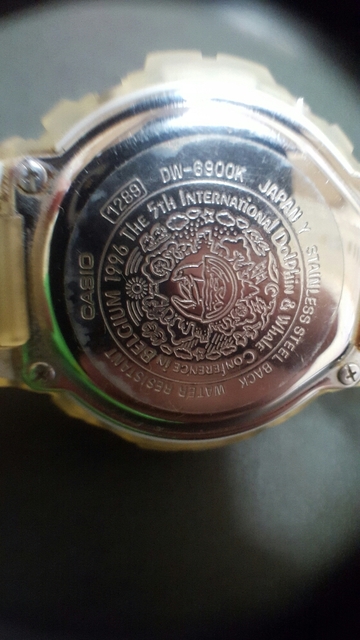 CASIO
1289
DW-6900K
JAPAN Y
STAINLESS STEEL BACK
WATER RESISTANT
1996 The 5th International Dolphin & Whale Conference in Belgium